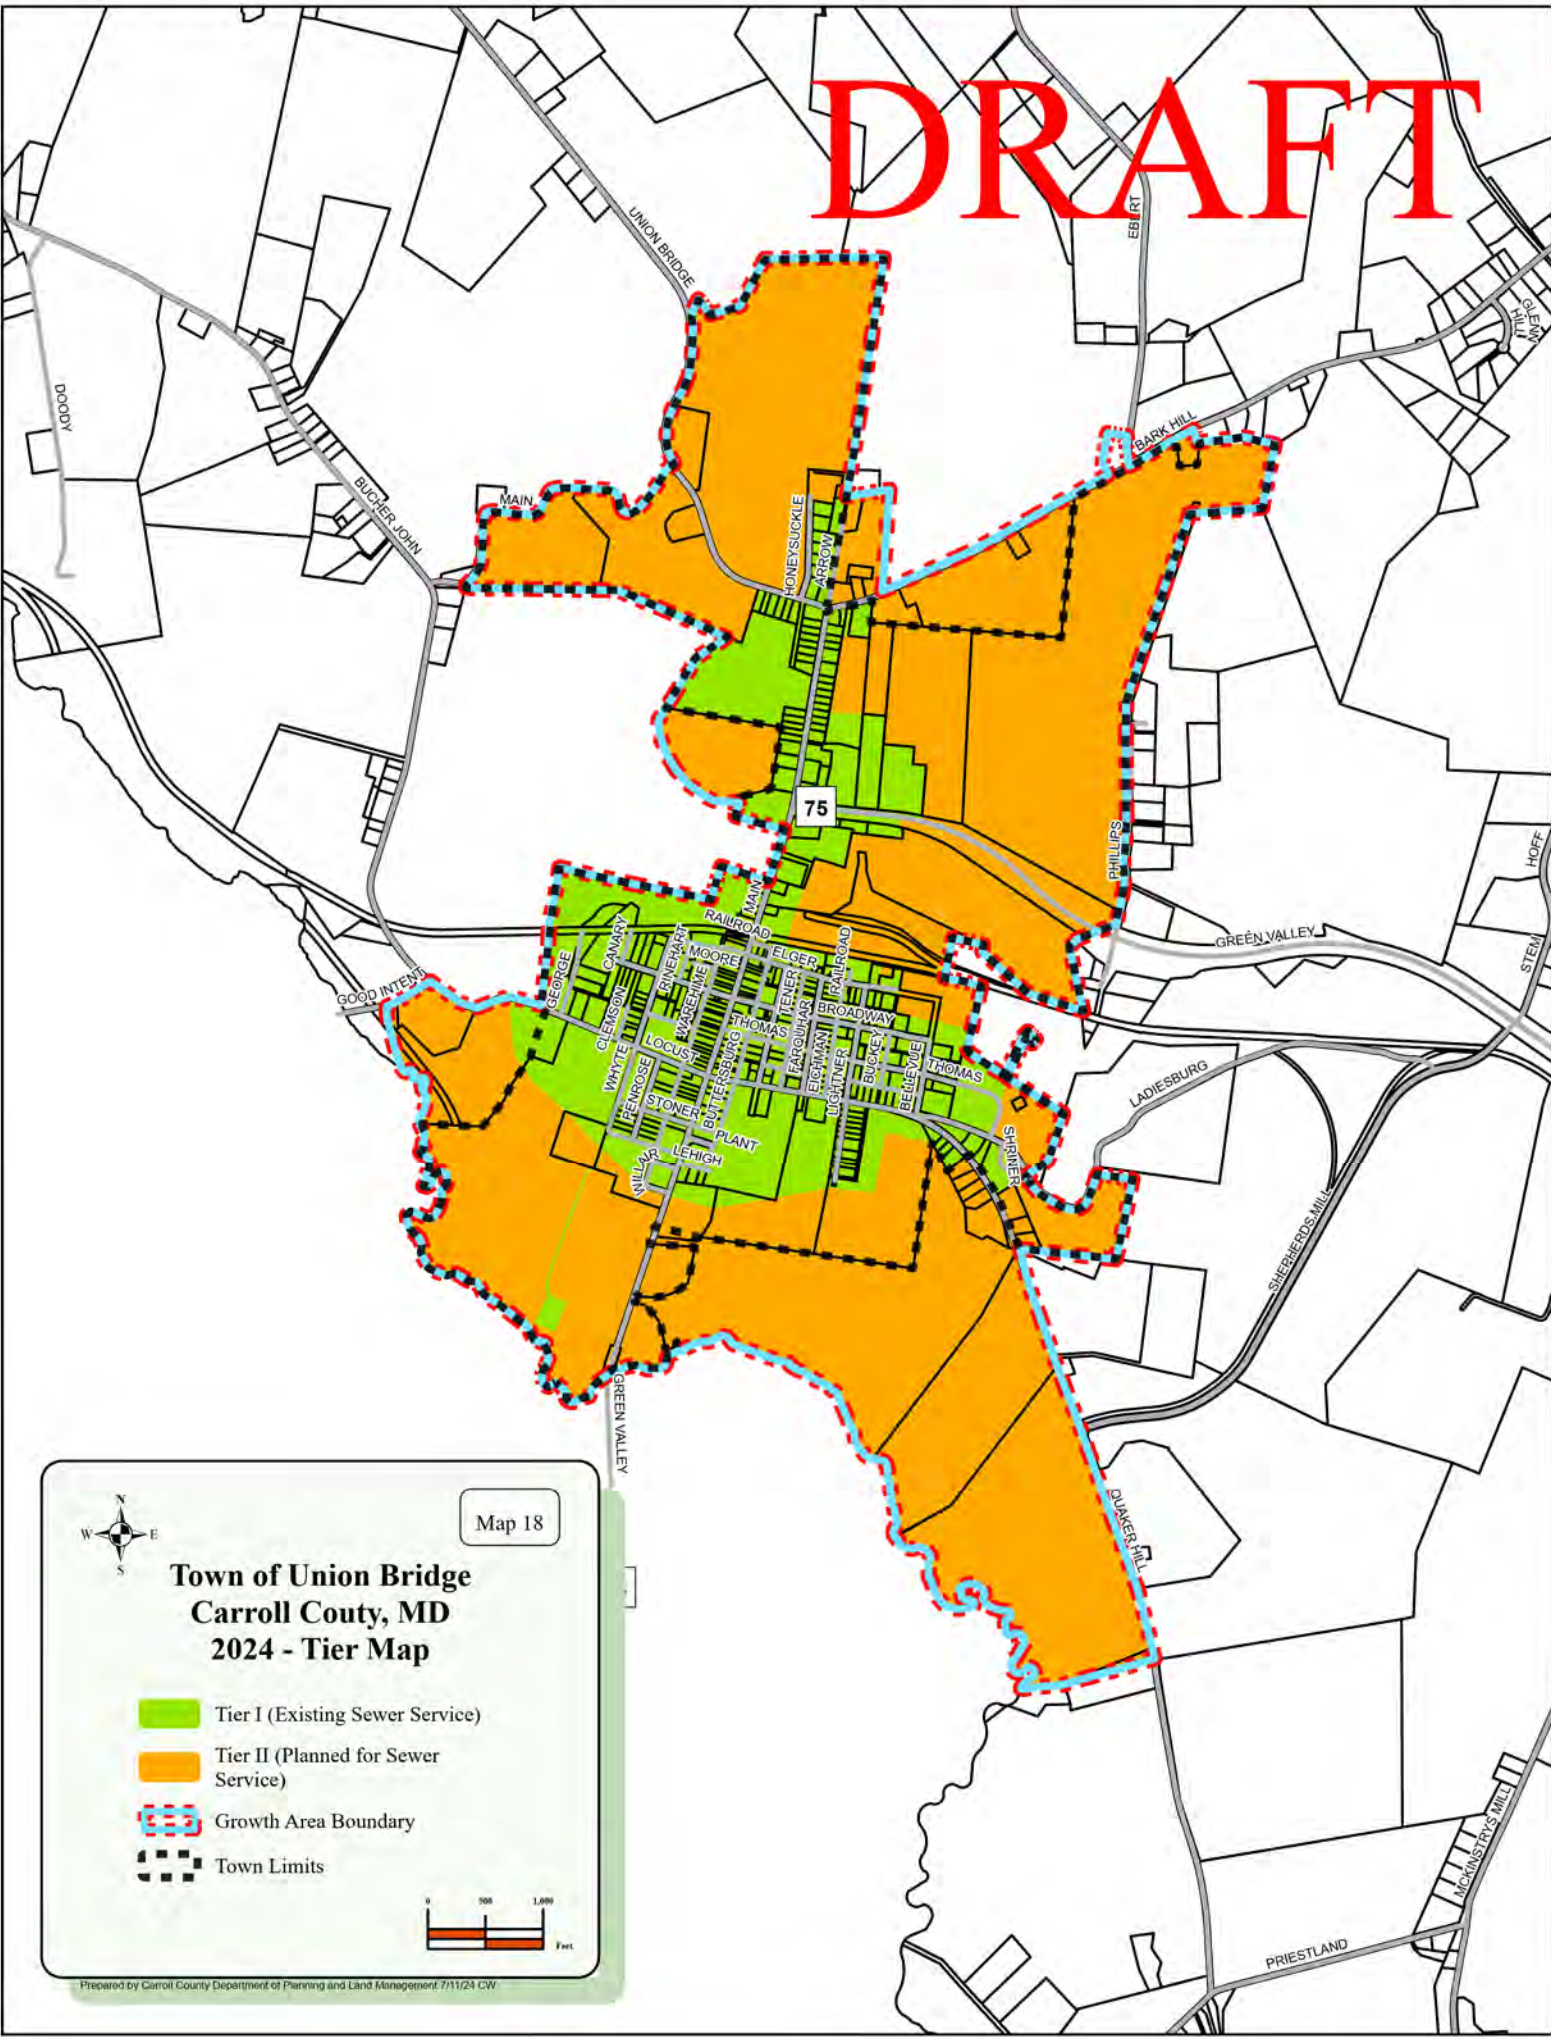 DRAFT
UNION BRIDGE
EBERT
GLENN
HILL
DOODY
BARK HILL
MAIN
BUCHER JOHN
HONEYSUCKLE
ARROW
75
PHILLIPS
HOFF
MAIN
RAILROAD
GREEN VALLEY
STEM
CANARY
RINEHART
MOORE
ELGER
RAILROAD
GEORGE
GOOD INTENT
WAREHIME
TENER
CLEMSON
THOMAS
FARQUHAR
BROADWAY
LOCUST
WHYTE
BUTTERSBURG
EICHMAN
LIGHTNER
BUCKEY
BELLEVUE
THOMAS
PENROSE
STONER
LADIESBURG
PLANT
SHRINER
WILLAIR
LEHIGH
SHEPHERDS MILL
GREEN VALLEY
QUAKER HILL
MCKINSTRYS MILL
PRIESTLAND
N
W
E
S
Map 18
Town of Union Bridge
Carroll Couty, MD
2024 - Tier Map
Tier I (Existing Sewer Service)
Tier II (Planned for Sewer
Service)
Growth Area Boundary
Town Limits
0 500 1,000
Feet
Prepared by Carroll County Department of Planning and Land Management 7/11/24 CW